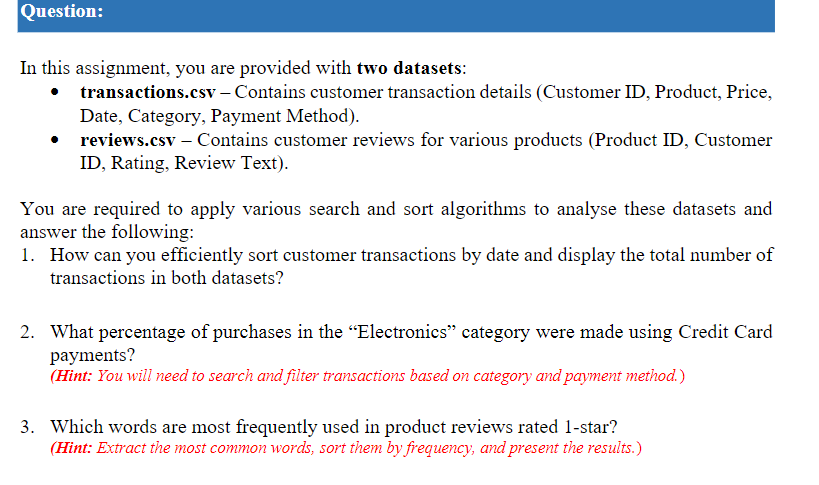 Question:
In this assignment, you are provided with two datasets:
• transactions.csv – Contains customer transaction details (Customer ID, Product, Price,
Date, Category, Payment Method).
• reviews.csv – Contains customer reviews for various products (Product ID, Customer
ID, Rating, Review Text).
You are required to apply various search and sort algorithms to analyse these datasets and
answer the following:
1. How can you efficiently sort customer transactions by date and display the total number of
transactions in both datasets?
2. What percentage of purchases in the “Electronics” category were made using Credit Card
payments?
(Hint: You will need to search and filter transactions based on category and payment method.)
3. Which words are most frequently used in product reviews rated 1-star?
(Hint: Extract the most common words, sort them by frequency, and present the results.)